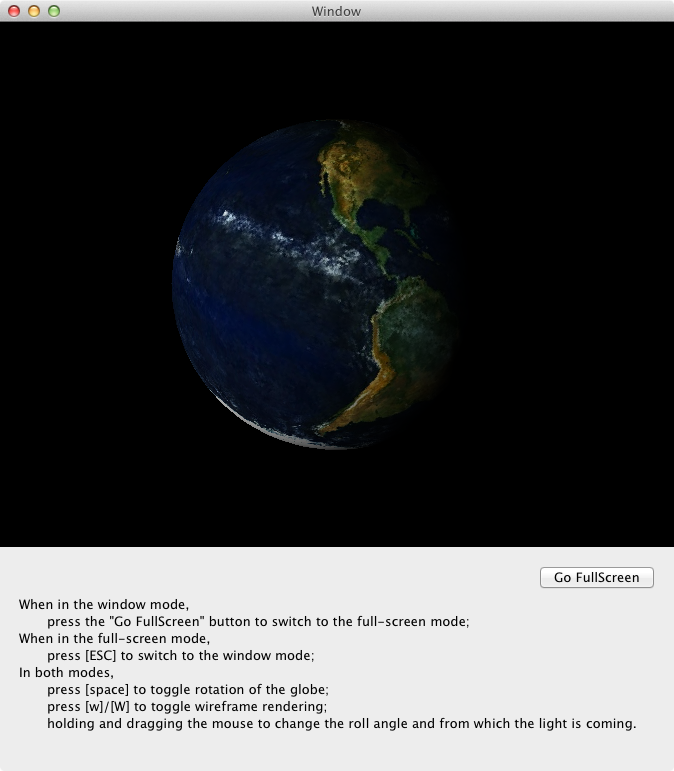 Window
Go FullScreen
When in the window mode,
press the "Go FullScreen" button to switch to the full-screen mode;
When in the full-screen mode,
press [ESC] to switch to the window mode;
In both modes,
press [space] to toggle rotation of the globe;
press [w]/[W] to toggle wireframe rendering;
holding and dragging the mouse to change the roll angle and from which the light is coming.